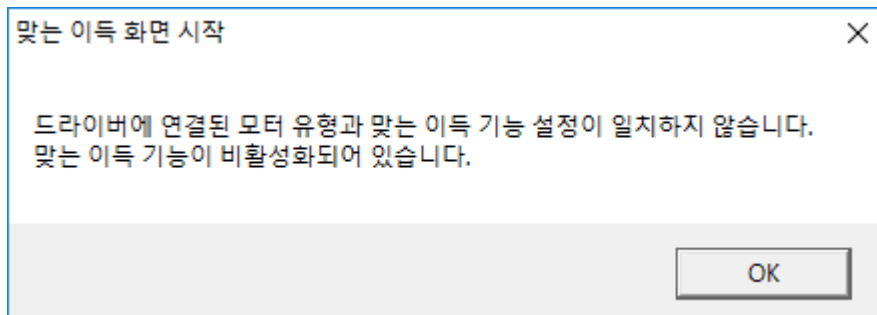 맞는 이득 화면 시작
드라이버에 연결된 모터 유형과 맞는 이득 기능 설정이 일치하지 않습니다.
맞는 이득 기능이 비활성화되어 있습니다.
OK